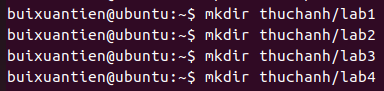 buixuantien@ubuntu:~$ mkdir thuchanh/lab1
buixuantien@ubuntu:~$ mkdir thuchanh/lab2
buixuantien@ubuntu:~$ mkdir thuchanh/lab3
buixuantien@ubuntu:~$ mkdir thuchanh/lab4